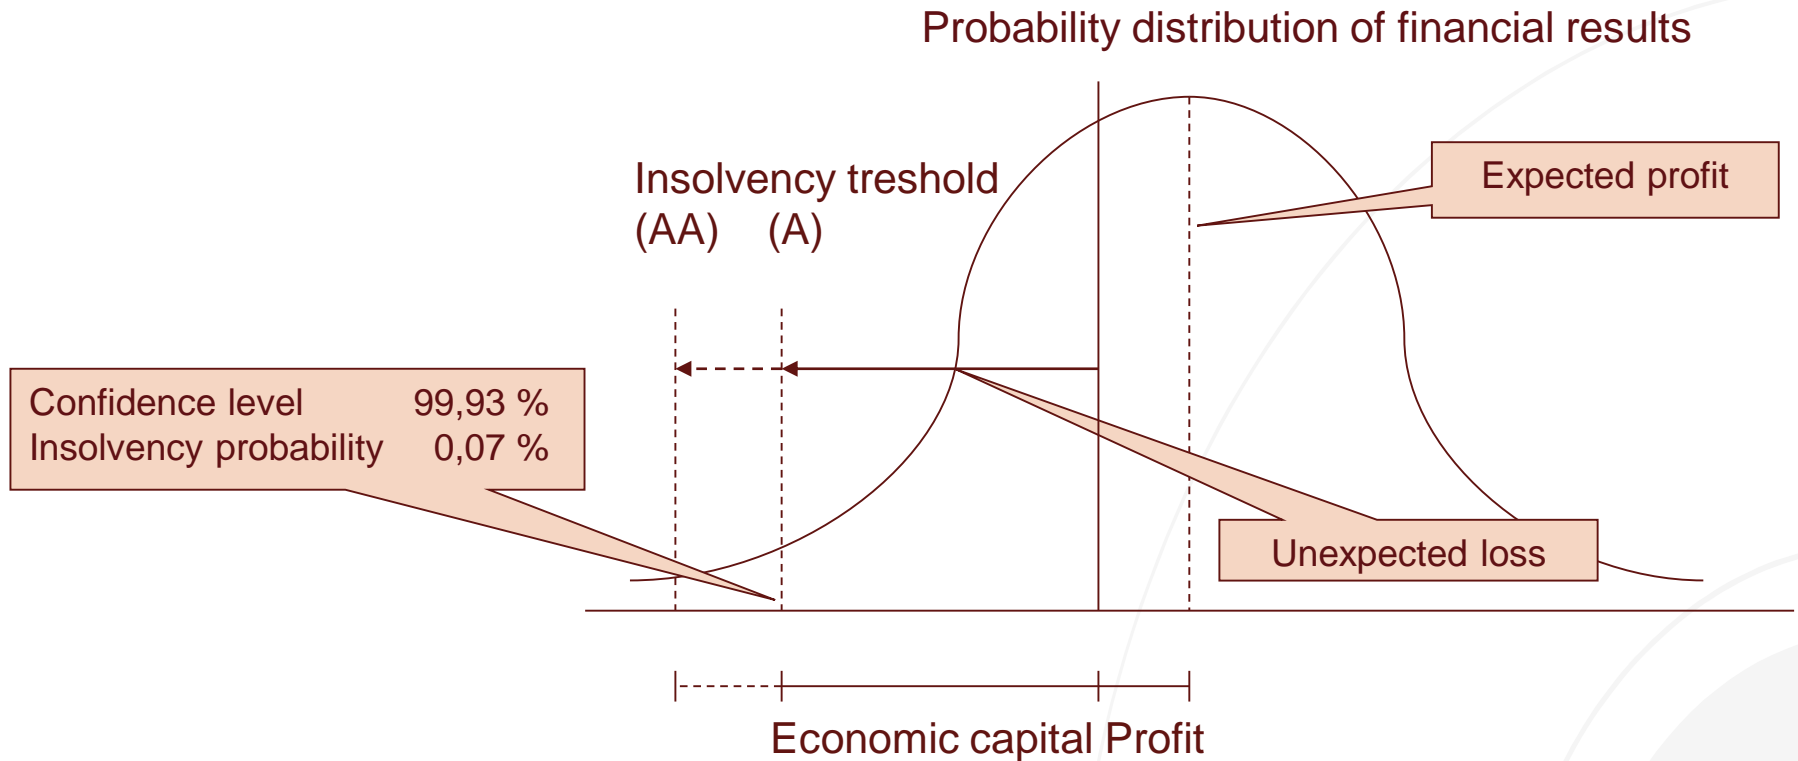 Probability distribution of financial results
Expected profit
Insolvency treshold
(AA) (A)
Confidence level 99,93 %
Insolvency probability 0,07 %
Unexpected loss
Economic capital Profit